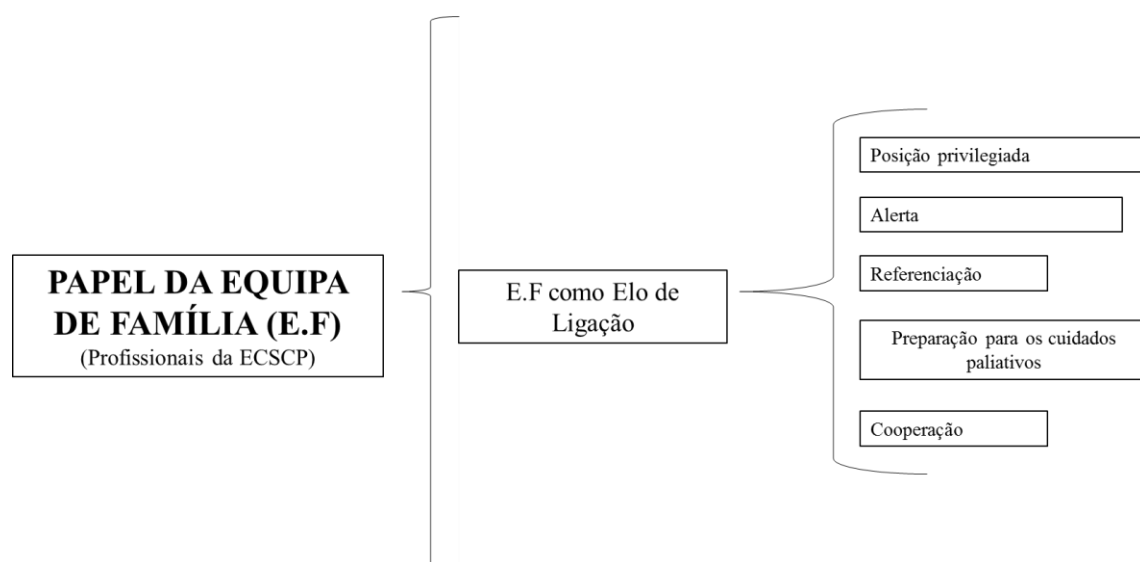 PAPEL DA EQUIPA
DE FAMÍLIA (E.F)
(Profissionais da ECSCP)
E.F como Elo de
Ligação
Posição privilegiada
Alerta
Referenciação
Preparação para os cuidados
paliativos
Cooperação